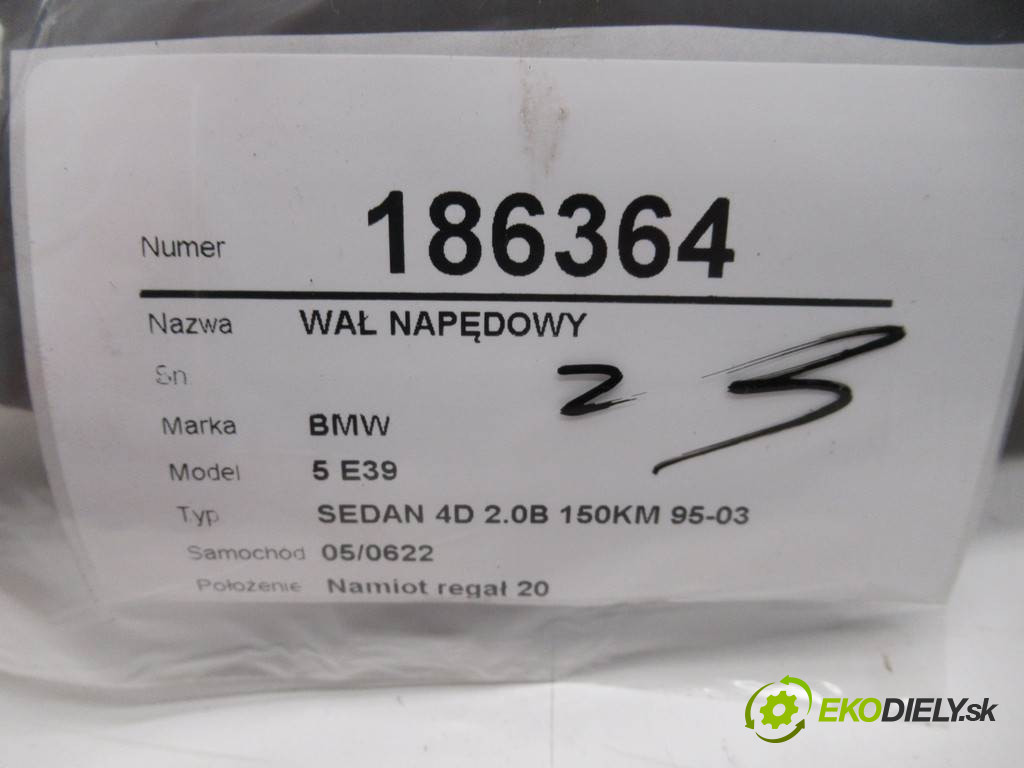 Numer 186364
Nazwa WAŁ NAPĘDOWY
Sn
2 3
Marka BMW
Model 5 E39
Typ SEDAN 4D 2.0B 150KM 95-03
Samochód 05/0622
Położenie Namiot regał 20
EKODIELY.sk